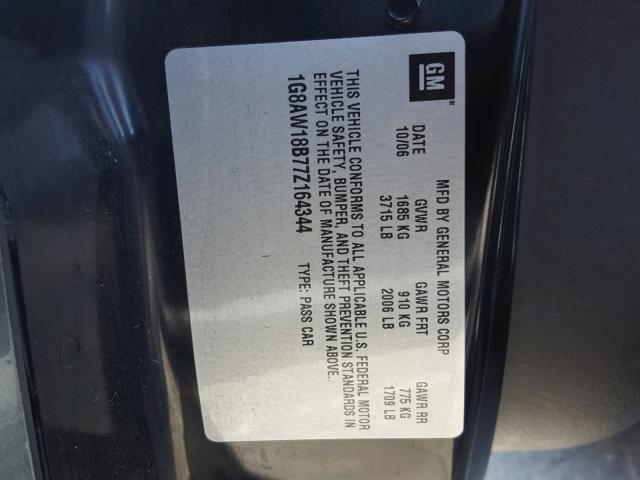 GM®
MFD BY GENERAL MOTORS CORP
DATE GVWR GAWR FRT GAWR RR
10/06 1685 KG 910 KG 775 KG
3715 LB 2006 LB 1709 LB
THIS VEHICLE CONFORMS TO ALL APPLICABLE U.S. FEDERAL MOTOR
VEHICLE SAFETY, BUMPER, AND THEFT PREVENTION STANDARDS IN
EFFECT ON THE DATE OF MANUFACTURE SHOWN ABOVE.
1G8AW18B77Z164344 TYPE: PASS CAR